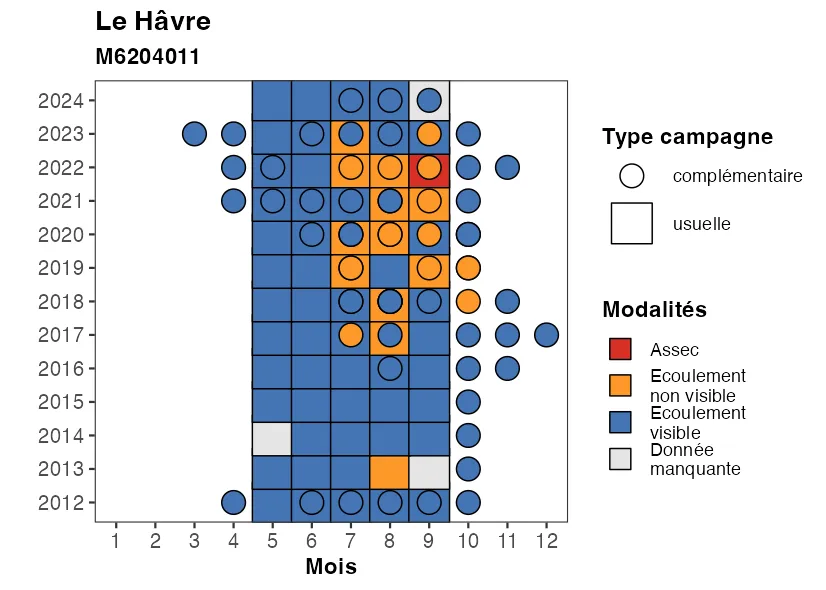 Le Hâvre
M6204011
2024
2023
2022
2021
2020
2019
2018
2017
2016
2015
2014
2013
2012
1 2 3 4 5 6 7 8 9 10 11 12
Mois
Type campagne
complémentaire
usuelle
Modalités
Assec
Ecoulement
non visible
Ecoulement
visible
Donnée
manquante